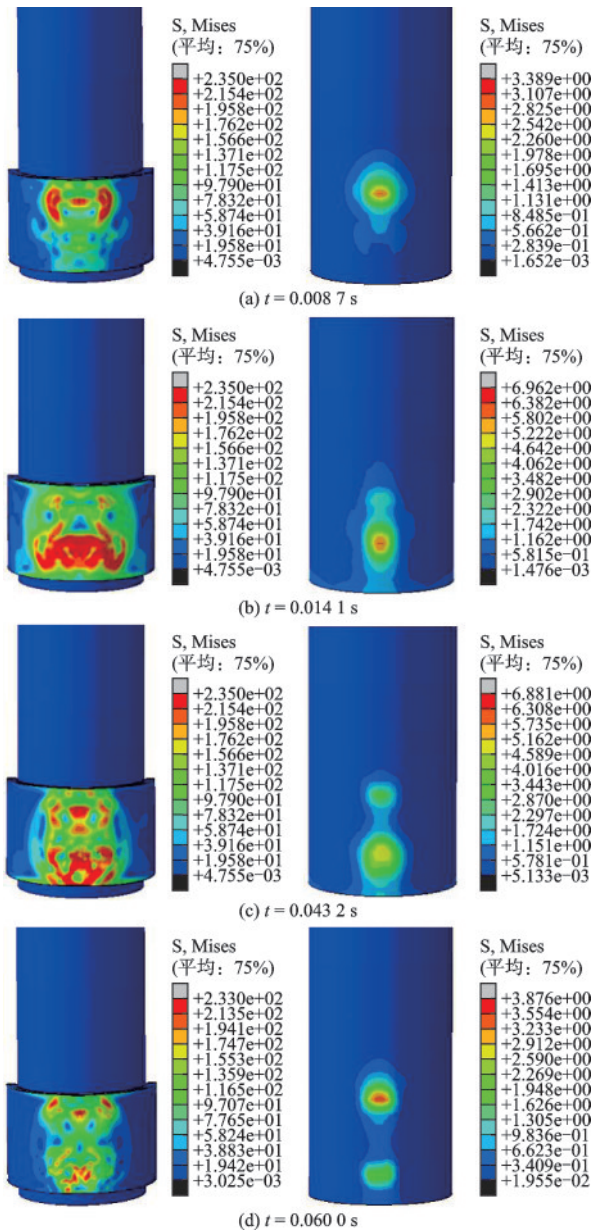 S, Mises
(平均：75%)
+2.350e+02
+2.154e+02
+1.958e+02
+1.762e+02
+1.566e+02
+1.371e+02
+1.175e+02
+9.790e+01
+7.832e+01
+5.874e+01
+3.916e+01
+1.958e+01
+4.755e−03
S, Mises
(平均：75%)
+3.389e+00
+3.107e+00
+2.825e+00
+2.542e+00
+2.260e+00
+1.978e+00
+1.695e+00
+1.413e+00
+1.131e+00
+8.485e−01
+5.662e−01
+2.839e−01
+1.652e−03
(a) t = 0.008 7 s
S, Mises
(平均：75%)
+2.350e+02
+2.154e+02
+1.958e+02
+1.762e+02
+1.566e+02
+1.371e+02
+1.175e+02
+9.790e+01
+7.832e+01
+5.874e+01
+3.916e+01
+1.958e+01
+4.755e−03
S, Mises
(平均：75%)
+6.962e+00
+6.382e+00
+5.802e+00
+5.222e+00
+4.642e+00
+4.062e+00
+3.482e+00
+2.902e+00
+2.322e+00
+1.742e+00
+1.162e+00
+5.815e−01
+1.476e−03
(b) t = 0.014 1 s
S, Mises
(平均：75%)
+2.350e+02
+2.154e+02
+1.958e+02
+1.762e+02
+1.566e+02
+1.371e+02
+1.175e+02
+9.790e+01
+7.832e+01
+5.874e+01
+3.916e+01
+1.958e+01
+4.755e−03
S, Mises
(平均：75%)
+6.881e+00
+6.308e+00
+5.735e+00
+5.162e+00
+4.589e+00
+4.016e+00
+3.443e+00
+2.870e+00
+2.297e+00
+1.724e+00
+1.151e+00
+5.781e−01
+5.133e−03
(c) t = 0.043 2 s
S, Mises
(平均：75%)
+2.330e+02
+2.135e+02
+1.941e+02
+1.747e+02
+1.553e+02
+1.359e+02
+1.165e+02
+9.707e+01
+7.765e+01
+5.824e+01
+3.883e+01
+1.942e+01
+3.025e−03
S, Mises
(平均：75%)
+3.876e+00
+3.554e+00
+3.233e+00
+2.912e+00
+2.590e+00
+2.269e+00
+1.948e+00
+1.626e+00
+1.305e+00
+9.836e−01
+6.623e−01
+3.409e−01
+1.955e−02
(d) t = 0.060 0 s